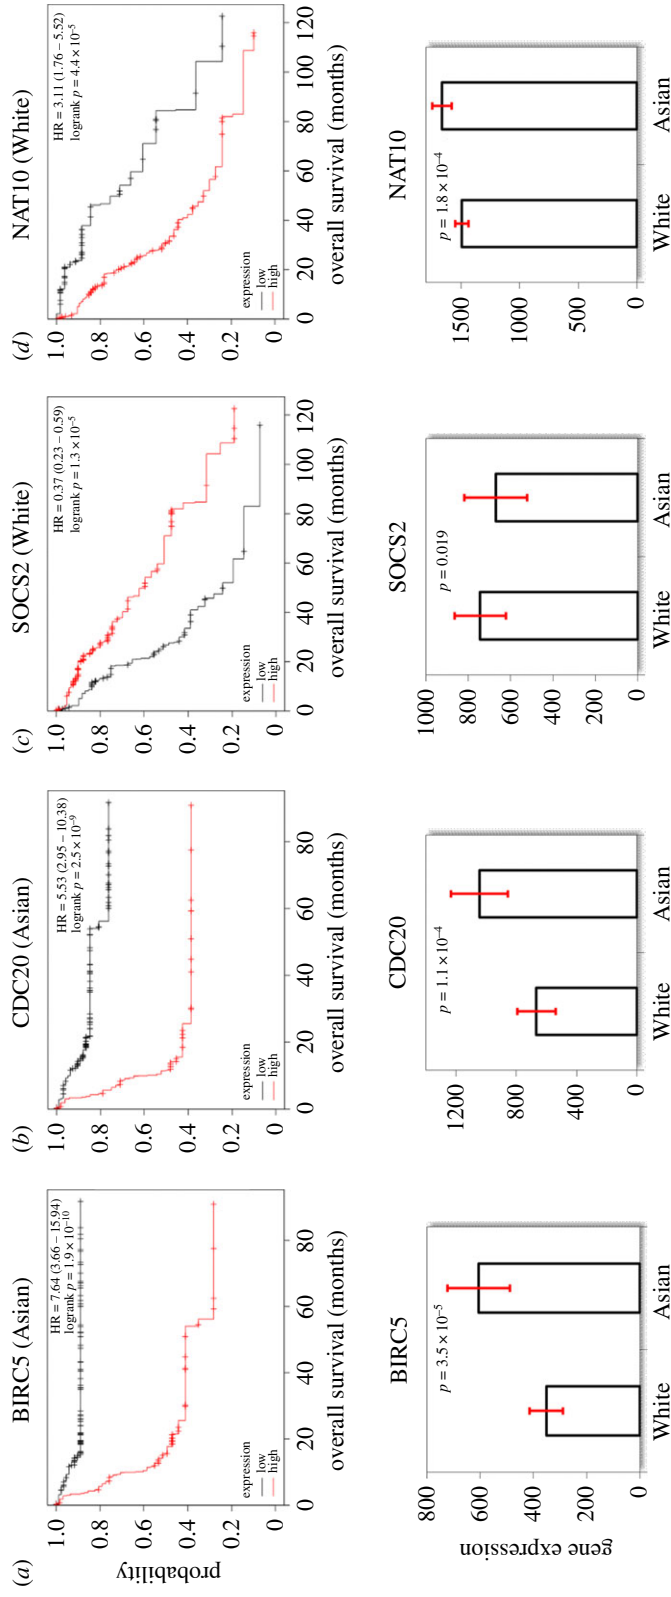 (a) BIRC5 (Asian)
HR = 7.64 (3.66 – 15.94)
logrank p = 1.9 × 10⁻¹⁰
1.0
0.8
0.6
0.4
0.2
0
probability
expression
low
high
0 20 40 60 80
overall survival (months)
(b) CDC20 (Asian)
HR = 5.53 (2.95 – 10.38)
logrank p = 2.5 × 10⁻⁹
1.0
0.8
0.6
0.4
0.2
0
expression
low
high
0 20 40 60 80
overall survival (months)
(c) SOCS2 (White)
HR = 0.37 (0.23 – 0.59)
logrank p = 1.3 × 10⁻⁵
1.0
0.8
0.6
0.4
0.2
0
expression
low
high
0 20 40 60 80 100 120
overall survival (months)
(d) NAT10 (White)
HR = 3.11 (1.76 – 5.52)
logrank p = 4.4 × 10⁻⁵
1.0
0.8
0.6
0.4
0.2
0
expression
low
high
0 20 40 60 80 100 120
overall survival (months)
BIRC5
p = 3.5 × 10⁻⁵
800
600
400
200
0
gene expression
White Asian
CDC20
p = 1.1 × 10⁻⁴
1200
800
400
0
White Asian
SOCS2
p = 0.019
1000
800
600
400
200
0
White Asian
NAT10
p = 1.8 × 10⁻⁴
1500
1000
500
0
White Asian